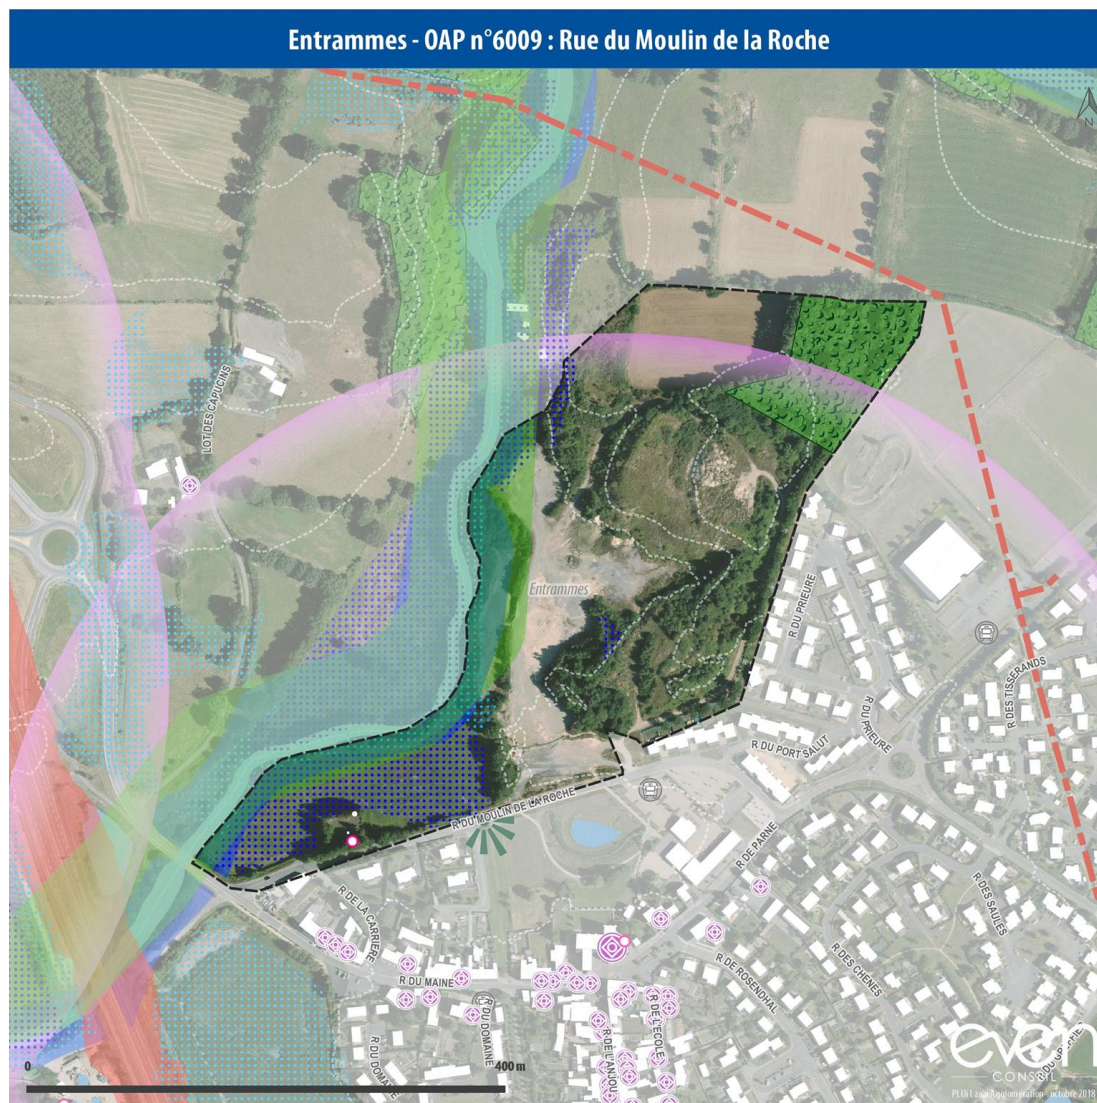 Entrammes - OAP n°6009 : Rue du Moulin de la Roche
N
LOT DES CAPUCINS
Entrammes
R DU PRIEURE
R DES TISSERANDS
R DU PRIEURE
R DU PORT SALUT
R DU MOULIN DE LA ROCHE
R DE PARNE
R DE LA CARRIERE
R DES SAULES
R DES CHENES
R DE ROSENDHAL
R DU MAINE
R DU DOMAINE
R DE L'ECOLE
R DE L'ANJOU
R DU DOMAINE
even
CONSEIL
0
400 m
PLUi Laval Agglomération - octobre 2018